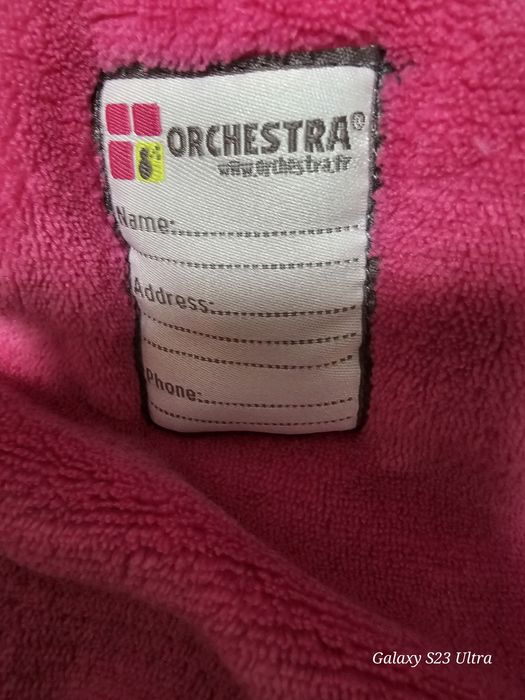 ORCHESTRA®
www.orchestra.fr
Name:
Address:
Phone:
Galaxy S23 Ultra